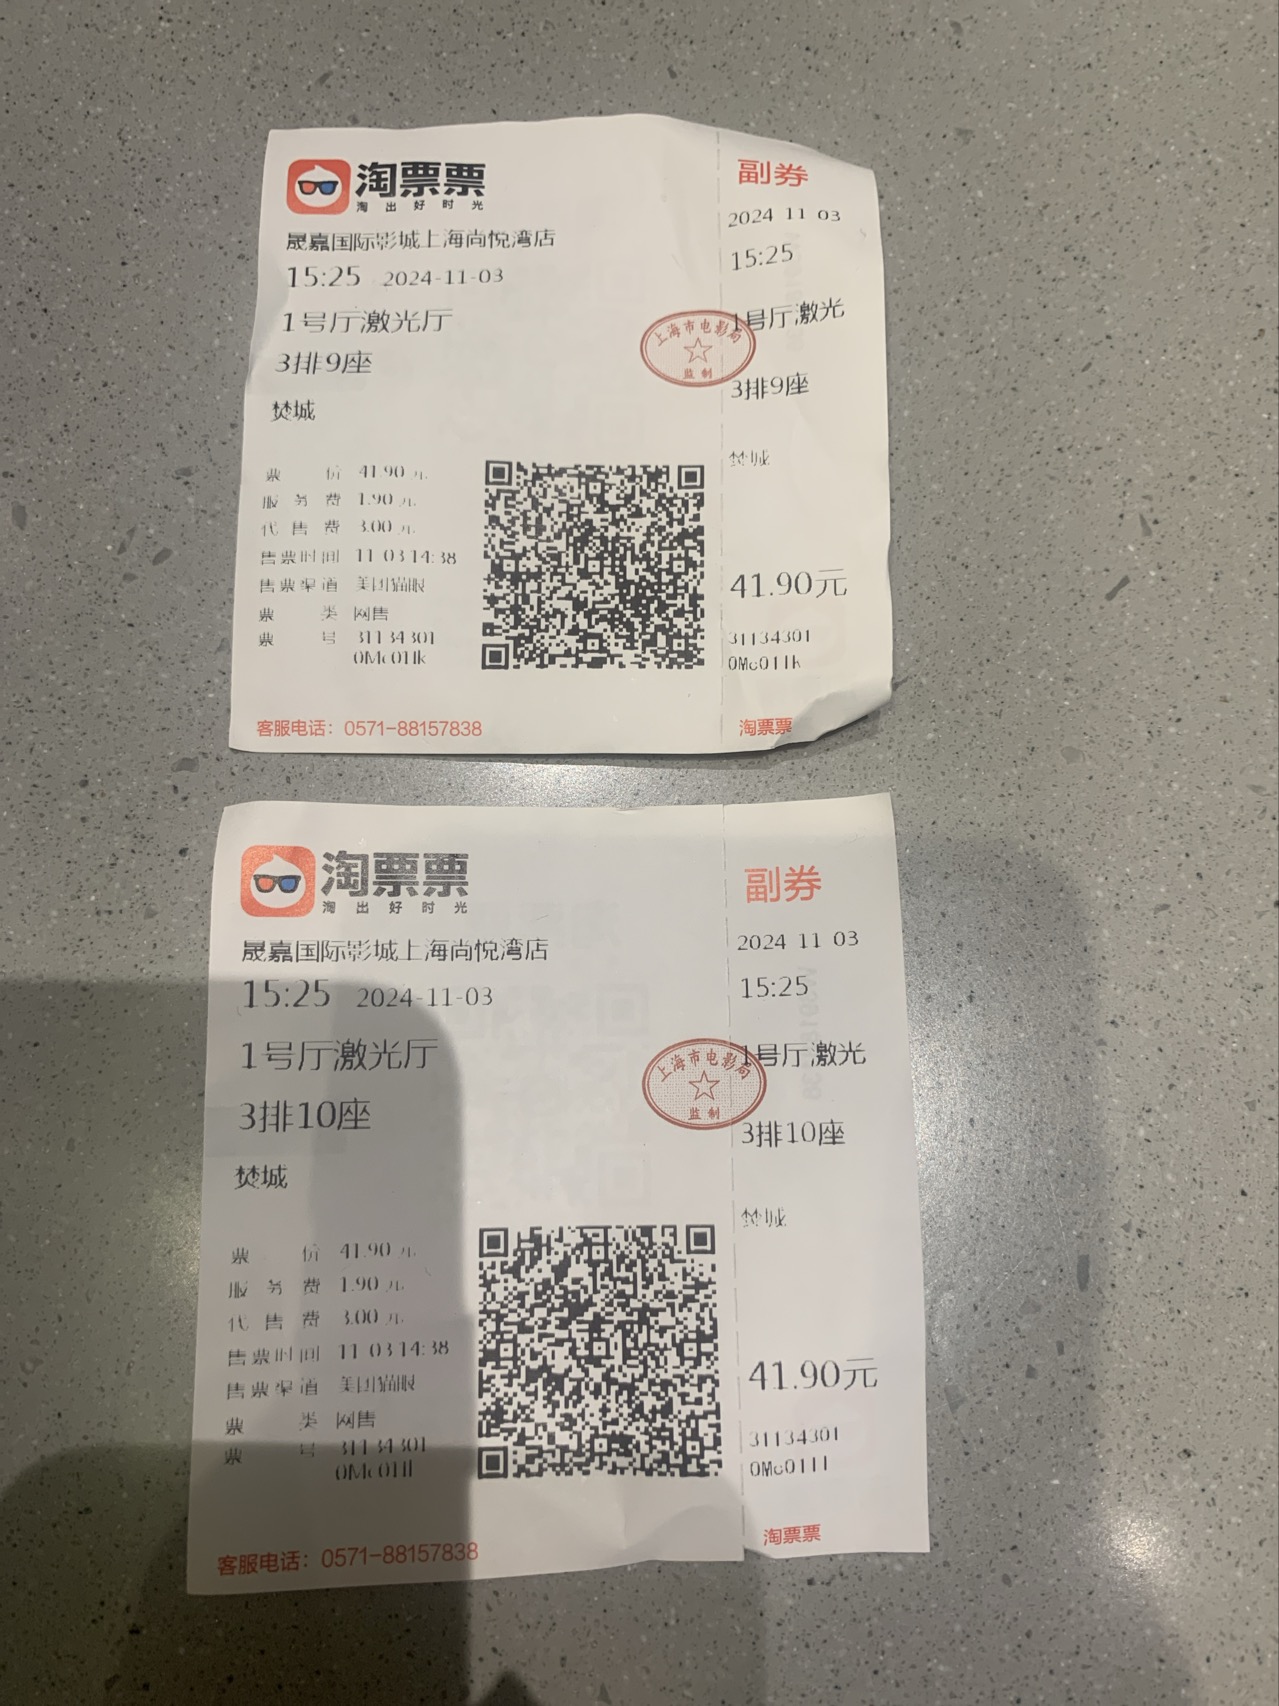 淘票票
淘出好时光
晟嘉国际影城上海尚悦湾店
15:25 2024-11-03
1号厅激光厅
3排9座
焚城
票价 41.90元
服务费 1.90元
代售费 3.00元
售票时间 11-03 14:38
售票渠道 美团猫眼
票类 网售
票号 31134301
0Mc01lk
客服电话：0571-88157838
上海市电影局
监制
副券
2024 11 03
15:25
1号厅激光
3排9座
焚城
41.90元
31134301
0Mc01lk
淘票票
淘票票
淘出好时光
晟嘉国际影城上海尚悦湾店
15:25 2024-11-03
1号厅激光厅
3排10座
焚城
票价 41.90元
服务费 1.90元
代售费 3.00元
售票时间 11 03 14:38
售票渠道 美团猫眼
票类 网售
票号 31134301
0Mc01ll
客服电话：0571-88157838
上海市电影局
监制
副券
2024 11 03
15:25
1号厅激光
3排10座
焚城
41.90元
31134301
0Mc01ll
淘票票